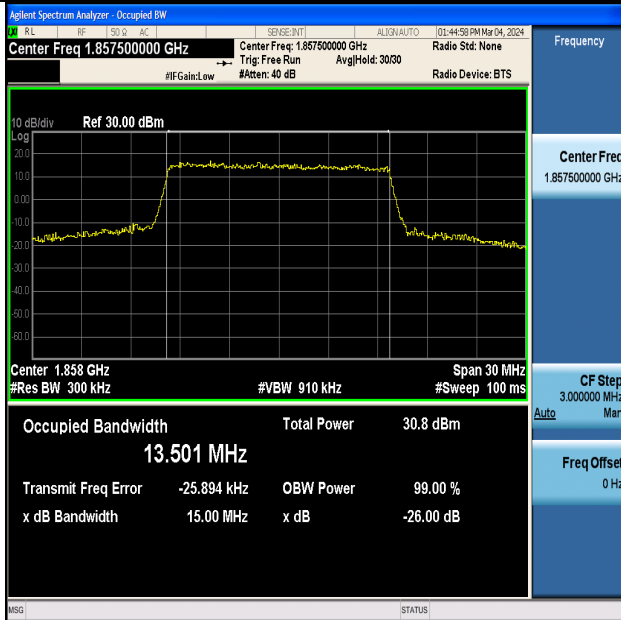 Agilent Spectrum Analyzer - Occupied BW
LXI RL RF 50 Ω AC SENSE:INT ALIGN AUTO 01:44:58 PM Mar 04, 2024
Center Freq 1.857500000 GHz
Center Freq: 1.857500000 GHz
Radio Std: None
Trig: Free Run Avg|Hold: 30/30
#IFGain:Low
#Atten: 40 dB
Radio Device: BTS
Frequency
10 dB/div Ref 30.00 dBm
Log
20.0
10.0
0.00
-10.0
-20.0
-30.0
-40.0
-50.0
-60.0
Center Freq
1.857500000 GHz
Center 1.858 GHz Span 30 MHz
#Res BW 300 kHz #VBW 910 kHz #Sweep 100 ms
CF Step
3.000000 MHz
Auto Man
Occupied Bandwidth
13.501 MHz
Total Power 30.8 dBm
Transmit Freq Error -25.894 kHz OBW Power 99.00 %
x dB Bandwidth 15.00 MHz x dB -26.00 dB
Freq Offset
0 Hz
MSG STATUS